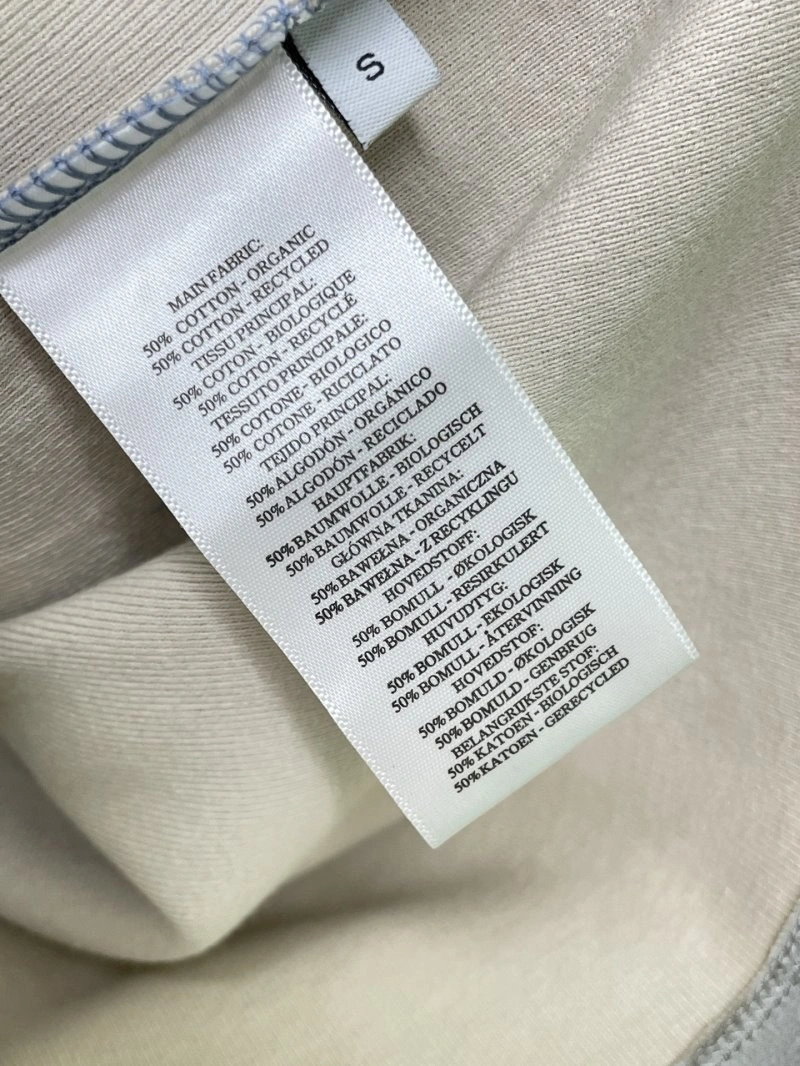 S
MAIN FABRIC:
50% COTTON - ORGANIC
50% COTTON - RECYCLED
TISSU PRINCIPAL:
50% COTON - BIOLOGIQUE
50% COTON - RECYCLÉ
TESSUTO PRINCIPALE:
50% COTONE - BIOLOGICO
50% COTONE - RICICLATO
TEJIDO PRINCIPAL:
50% ALGODÓN - ORGÁNICO
50% ALGODÓN - RECICLADO
HAUPTFABRIK:
50% BAUMWOLLE - BIOLOGISCH
50% BAUMWOLLE - RECYCELT
GŁÓWNA TKANINA:
50% BAWEŁNA - ORGANICZNA
50% BAWEŁNA - Z RECYKLINGU
HOVEDSTOFF:
50% BOMULL - ØKOLOGISK
50% BOMULL - RESIRKULERT
HUVUDTYG:
50% BOMULL - EKOLOGISK
50% BOMULL - ÅTERVINNING
HOVEDSTOF:
50% BOMULD - ØKOLOGISK
50% BOMULD - GENBRUG
BELANGRIJKSTE STOF:
50% KATOEN - BIOLOGISCH
50% KATOEN - GERECYCLED